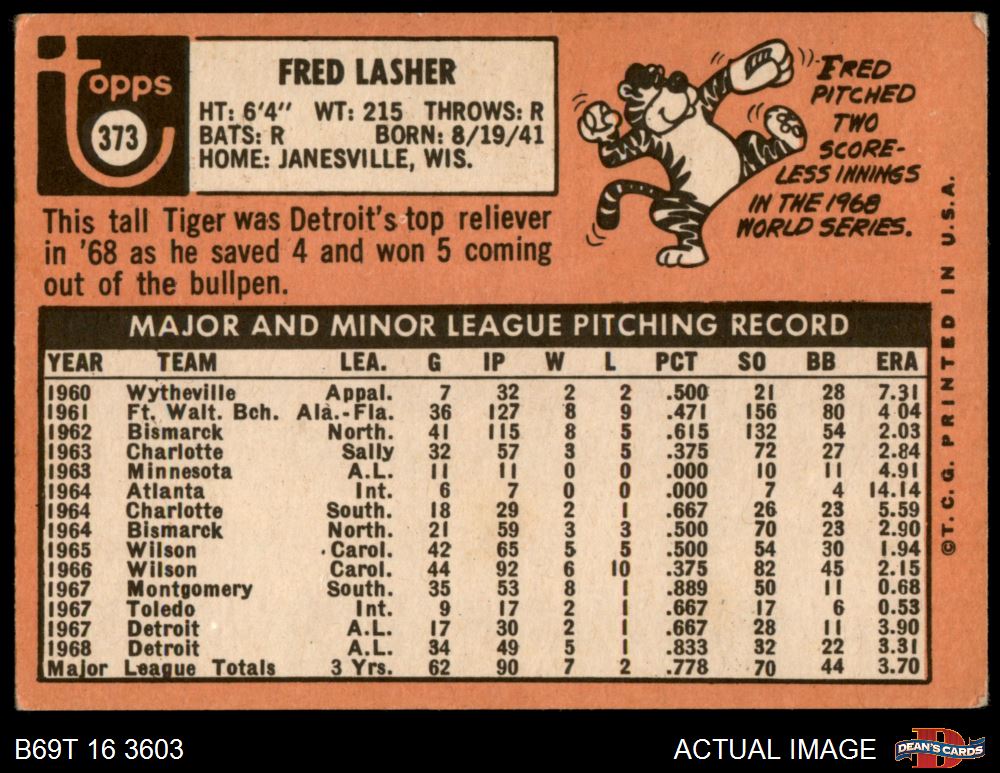 Topps
373
FRED LASHER
HT: 6'4" WT: 215 THROWS: R
BATS: R BORN: 8/19/41
HOME: JANESVILLE, WIS.
This tall Tiger was Detroit's top reliever
in '68 as he saved 4 and won 5 coming
out of the bullpen.
FRED
PITCHED
TWO
SCORE-
LESS INNINGS
IN THE 1968
WORLD SERIES.
MAJOR AND MINOR LEAGUE PITCHING RECORD
YEAR TEAM LEA. G IP W L PCT SO BB ERA
1960 Wytheville Appal. 7 32 2 2 .500 21 28 7.31
1961 Ft. Walt. Bch. Ala.-Fla. 36 127 8 9 .471 156 80 4.04
1962 Bismarck North. 41 115 8 5 .615 132 54 2.03
1963 Charlotte Sally 32 57 3 5 .375 72 27 2.84
1963 Minnesota A.L. 11 11 0 0 .000 10 11 4.91
1964 Atlanta Int. 6 7 0 0 .000 7 4 14.14
1964 Charlotte South. 18 29 2 1 .667 26 23 5.59
1964 Bismarck North. 21 59 3 3 .500 70 23 2.90
1965 Wilson Carol. 42 65 5 5 .500 54 30 1.94
1966 Wilson Carol. 44 92 6 10 .375 82 45 2.15
1967 Montgomery South. 35 53 8 1 .889 50 11 0.68
1967 Toledo Int. 9 17 2 1 .667 17 6 0.53
1967 Detroit A.L. 17 30 2 1 .667 28 11 3.90
1968 Detroit A.L. 34 49 5 1 .833 32 22 3.31
Major League Totals 3 Yrs. 62 90 7 2 .778 70 44 3.70
©T. C. G. PRINTED IN U.S.A.
B69T 16 3603
ACTUAL IMAGE
D
DEAN'S CARDS